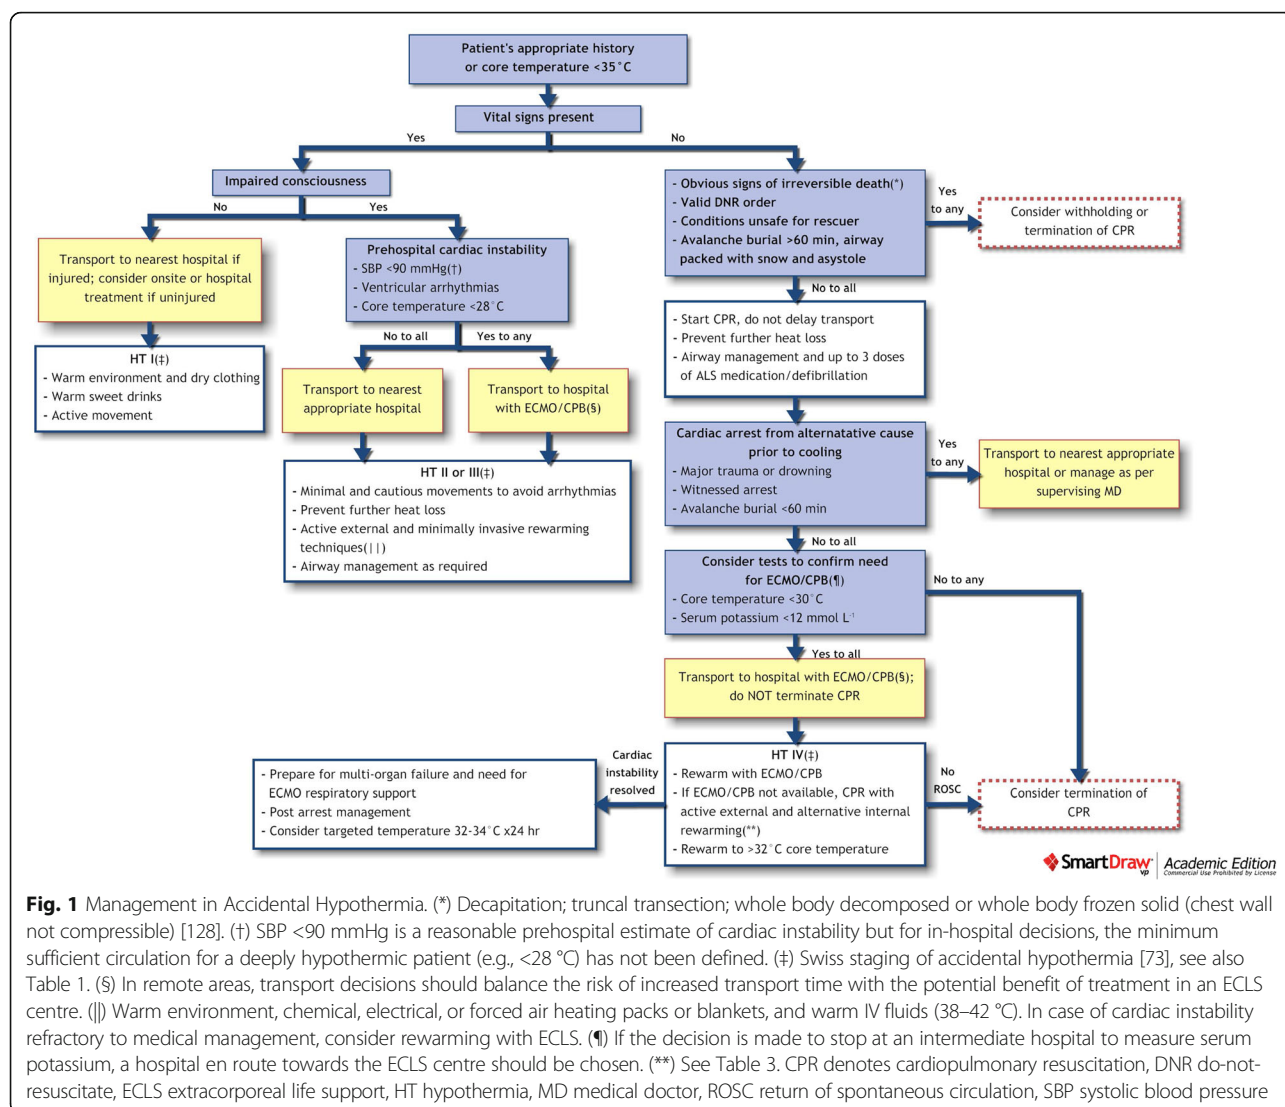 Patient's appropriate history
or core temperature <35°C
Vital signs present
Yes
No
Impaired consciousness
No
Yes
- Obvious signs of irreversible death(*)
- Valid DNR order
- Conditions unsafe for rescuer
- Avalanche burial >60 min, airway
packed with snow and asystole
Yes
to any
Consider withholding or
termination of CPR
Transport to nearest hospital if
injured; consider onsite or hospital
treatment if uninjured
Prehospital cardiac instability
- SBP <90 mmHg(†)
- Ventricular arrhythmias
- Core temperature <28°C
No to all
- Start CPR, do not delay transport
- Prevent further heat loss
- Airway management and up to 3 doses
of ALS medication/defibrillation
No to all
Yes to any
HT I(‡)
- Warm environment and dry clothing
- Warm sweet drinks
- Active movement
Transport to nearest
appropriate hospital
Transport to hospital
with ECMO/CPB(§)
Cardiac arrest from alternatative cause
prior to cooling
- Major trauma or drowning
- Witnessed arrest
- Avalanche burial <60 min
Yes
to any
Transport to nearest appropriate
hospital or manage as per
supervising MD
HT II or III(‡)
- Minimal and cautious movements to avoid arrhythmias
- Prevent further heat loss
- Active external and minimally invasive rewarming
techniques(||)
- Airway management as required
No to all
Consider tests to confirm need
for ECMO/CPB(¶)
- Core temperature <30°C
- Serum potassium <12 mmol L⁻¹
No to any
Yes to all
Transport to hospital with ECMO/CPB(§);
do NOT terminate CPR
HT IV(‡)
- Rewarm with ECMO/CPB
- If ECMO/CPB not available, CPR with
active external and alternative internal
rewarming(**)
- Rewarm to >32°C core temperature
Cardiac
instability
resolved
- Prepare for multi-organ failure and need for
ECMO respiratory support
- Post arrest management
- Consider targeted temperature 32-34°C x24 hr
No
ROSC
Consider termination of
CPR
SmartDraw vp Academic Edition
Commercial Use Prohibited by License
Fig. 1 Management in Accidental Hypothermia. (*) Decapitation; truncal transection; whole body decomposed or whole body frozen solid (chest wall
not compressible) [128]. (†) SBP <90 mmHg is a reasonable prehospital estimate of cardiac instability but for in-hospital decisions, the minimum
sufficient circulation for a deeply hypothermic patient (e.g., <28 °C) has not been defined. (‡) Swiss staging of accidental hypothermia [73], see also
Table 1. (§) In remote areas, transport decisions should balance the risk of increased transport time with the potential benefit of treatment in an ECLS
centre. (||) Warm environment, chemical, electrical, or forced air heating packs or blankets, and warm IV fluids (38–42 °C). In case of cardiac instability
refractory to medical management, consider rewarming with ECLS. (¶) If the decision is made to stop at an intermediate hospital to measure serum
potassium, a hospital en route towards the ECLS centre should be chosen. (**) See Table 3. CPR denotes cardiopulmonary resuscitation, DNR do-not-
resuscitate, ECLS extracorporeal life support, HT hypothermia, MD medical doctor, ROSC return of spontaneous circulation, SBP systolic blood pressure